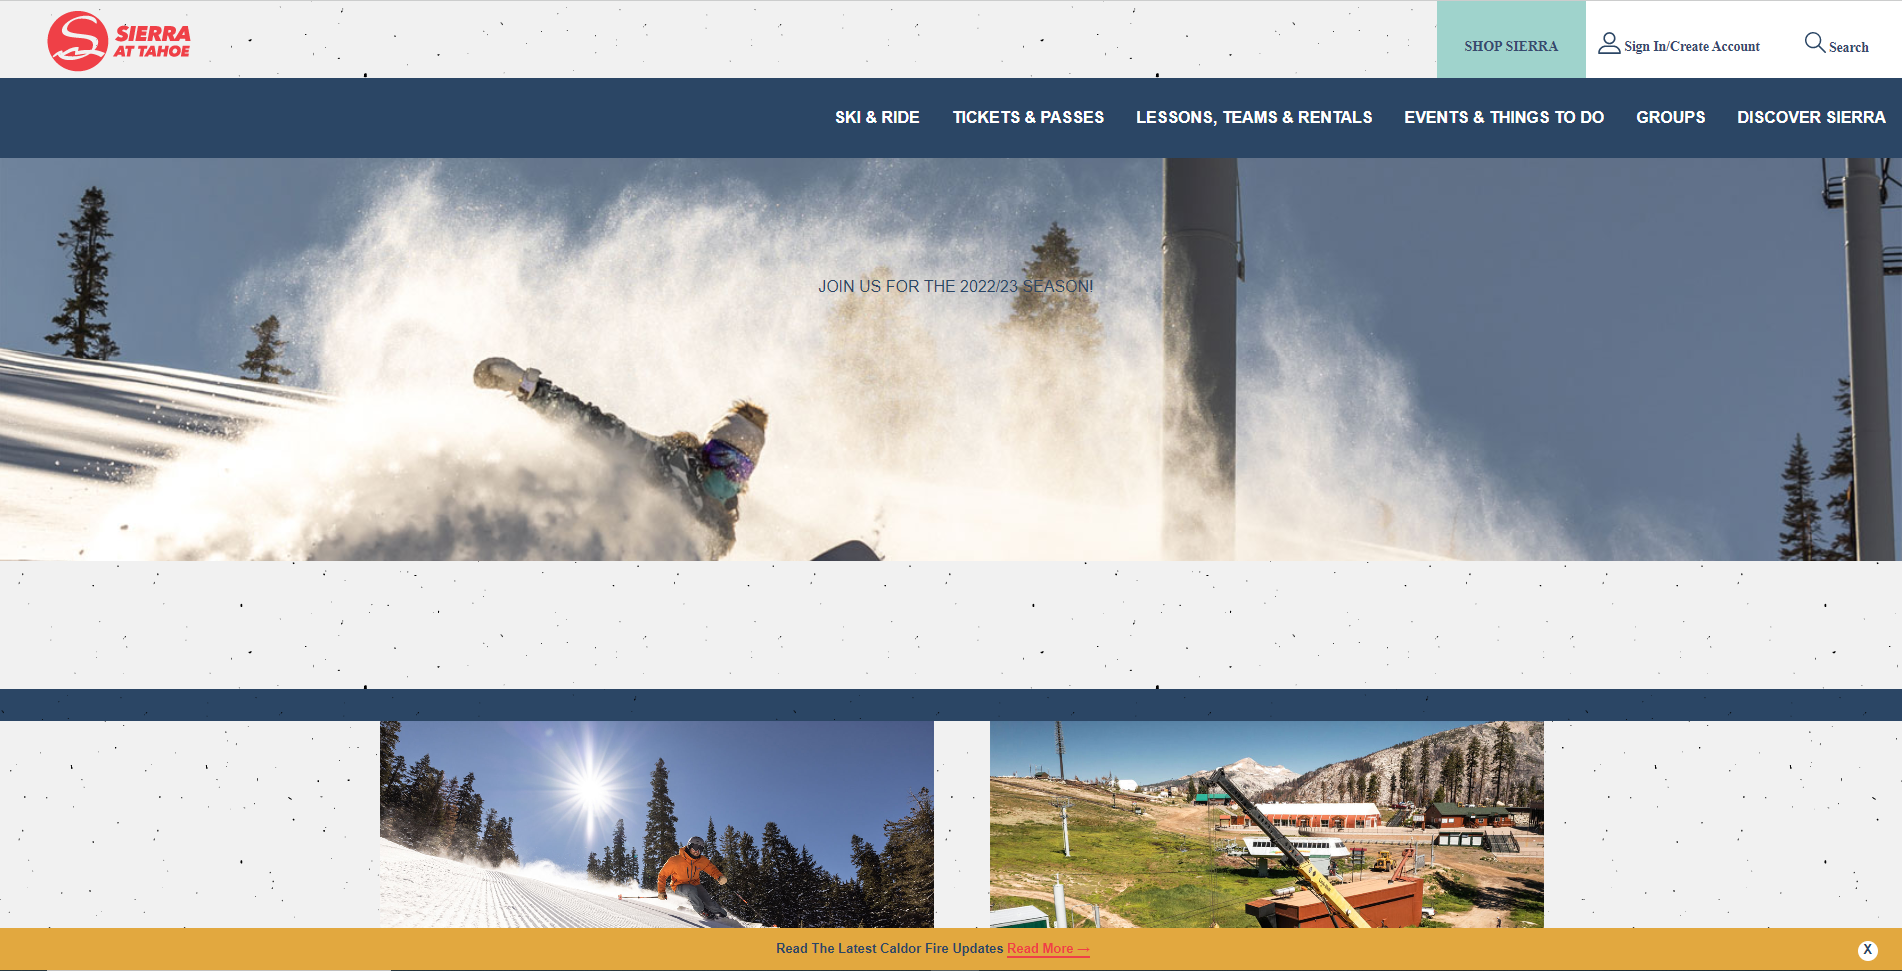 SIERRA
AT TAHOE
SHOP SIERRA
Sign In/Create Account
Search
SKI & RIDE
TICKETS & PASSES
LESSONS, TEAMS & RENTALS
EVENTS & THINGS TO DO
GROUPS
DISCOVER SIERRA
JOIN US FOR THE 2022/23 SEASON!
Read The Latest Caldor Fire Updates Read More →
X